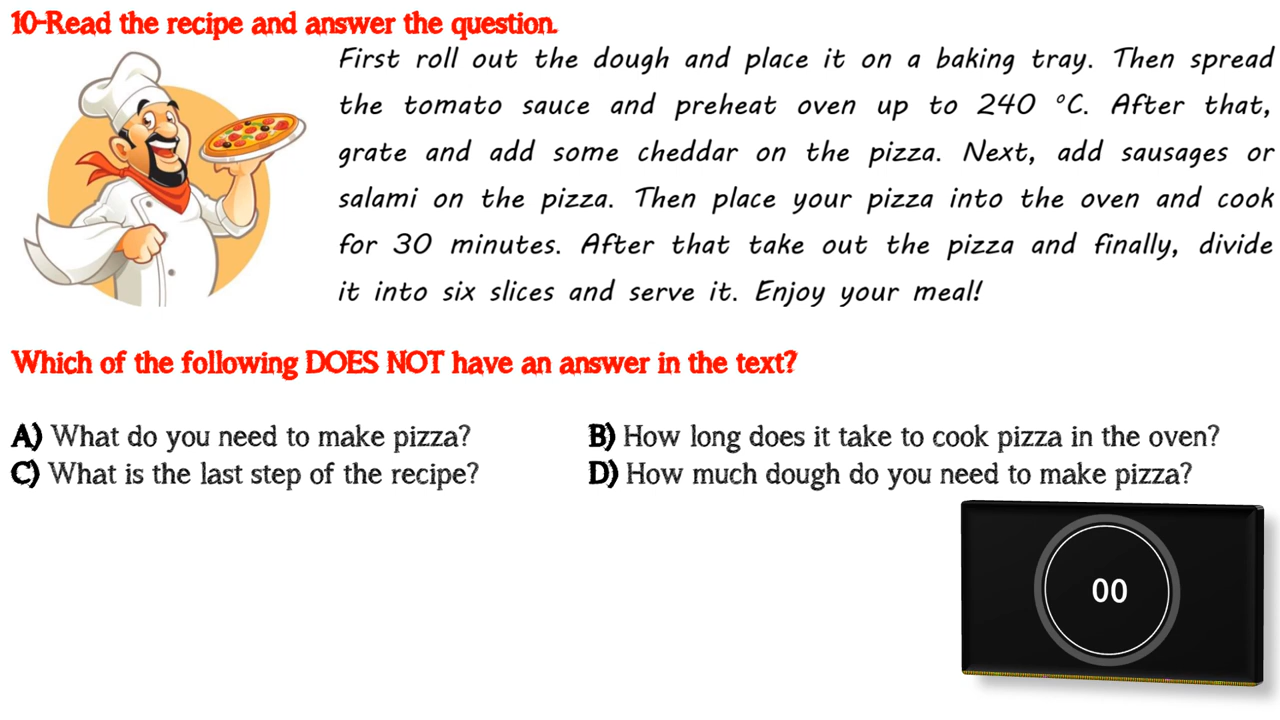 10-Read the recipe and answer the question.
First roll out the dough and place it on a baking tray. Then spread
the tomato sauce and preheat oven up to 240 °C. After that,
grate and add some cheddar on the pizza. Next, add sausages or
salami on the pizza. Then place your pizza into the oven and cook
for 30 minutes. After that take out the pizza and finally, divide
it into six slices and serve it. Enjoy your meal!
Which of the following DOES NOT have an answer in the text?
A) What do you need to make pizza?
B) How long does it take to cook pizza in the oven?
C) What is the last step of the recipe?
D) How much dough do you need to make pizza?
00